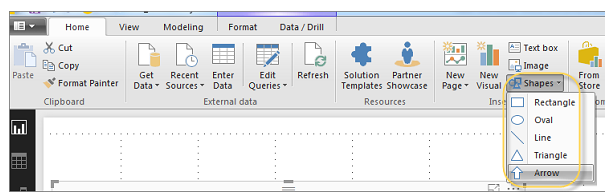 Home View Modeling Format Data / Drill
Cut
Copy
Format Painter
Paste
Clipboard
Get Data
Recent Sources
Enter Data
Edit Queries
Refresh
External data
Solution Templates
Partner Showcase
Resources
New Page
New Visual
Text box
Image
Shapes
From Store
Rectangle
Oval
Line
Triangle
Arrow